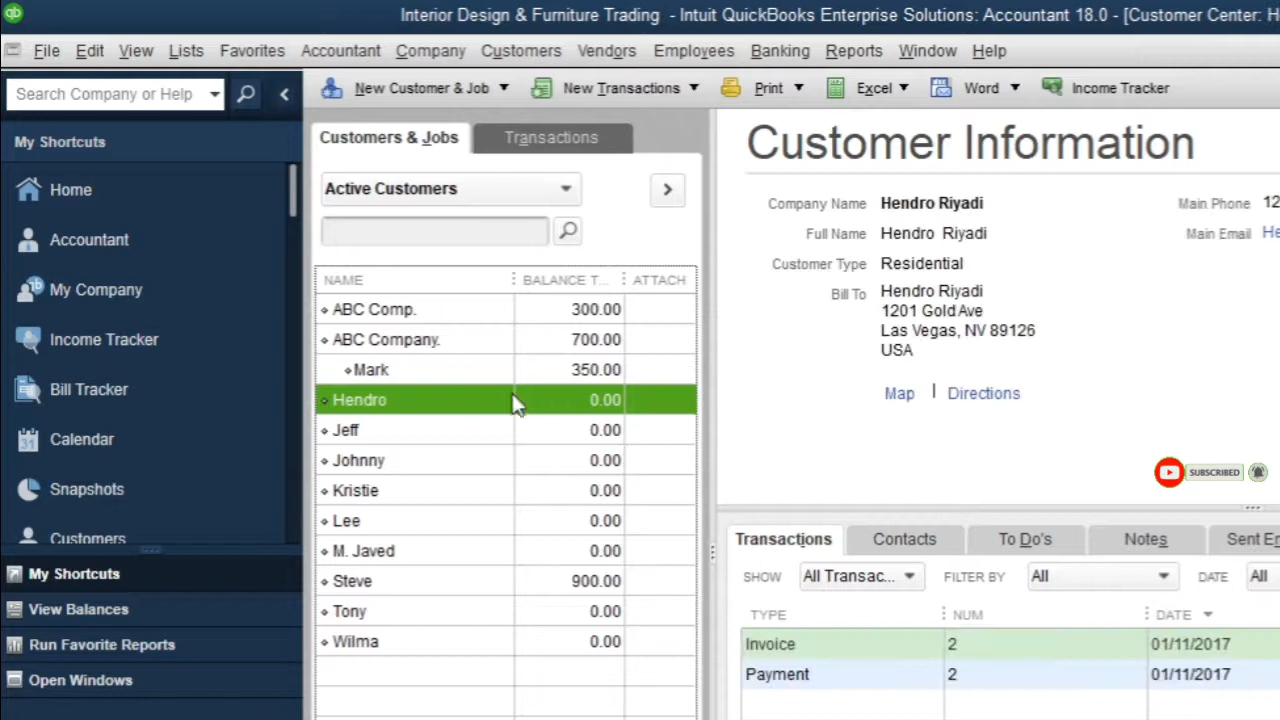 Interior Design & Furniture Trading - Intuit QuickBooks Enterprise Solutions: Accountant 18.0 - [Customer Center: H
File Edit View Lists Favorites Accountant Company Customers Vendors Employees Banking Reports Window Help
Search Company or Help
New Customer & Job New Transactions Print Excel Word Income Tracker
My Shortcuts
Home
Accountant
My Company
Income Tracker
Bill Tracker
Calendar
Snapshots
Customers
My Shortcuts
View Balances
Run Favorite Reports
Open Windows
Customers & Jobs Transactions
Active Customers
NAME BALANCE T... ATTACH
ABC Comp. 300.00
ABC Company. 700.00
Mark 350.00
Hendro 0.00
Jeff 0.00
Johnny 0.00
Kristie 0.00
Lee 0.00
M. Javed 0.00
Steve 900.00
Tony 0.00
Wilma 0.00
Customer Information
Company Name Hendro Riyadi
Full Name Hendro Riyadi
Customer Type Residential
Bill To Hendro Riyadi
1201 Gold Ave
Las Vegas, NV 89126
USA
Map | Directions
Main Phone 12
Main Email He
SUBSCRIBED
Transactions Contacts To Do's Notes Sent Em
SHOW All Transac... FILTER BY All DATE All
TYPE NUM DATE
Invoice 2 01/11/2017
Payment 2 01/11/2017